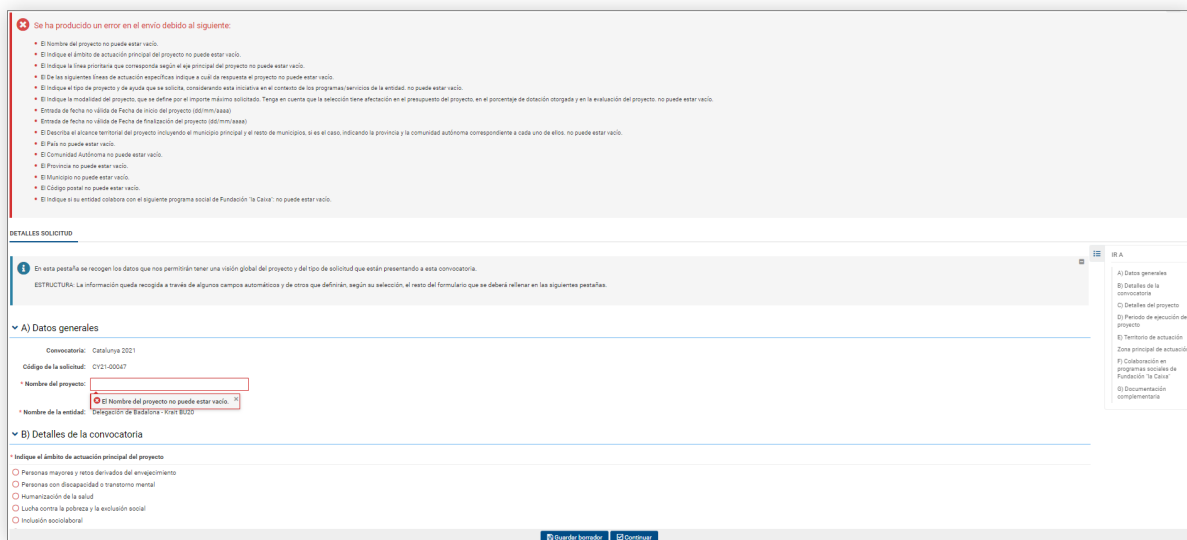 Se ha producido un error en el envío debido al siguiente:
El Nombre del proyecto no puede estar vacío.
El Indique el ámbito de actuación principal del proyecto no puede estar vacío.
El Indique la línea prioritaria que corresponda según el eje principal del proyecto no puede estar vacío.
El De las siguientes líneas de actuación específicas indique a cuál da respuesta el proyecto no puede estar vacío.
El Indique el tipo de proyecto y de ayuda que se solicita, considerando esta iniciativa en el contexto de los programas/servicios de la entidad. no puede estar vacío.
El Indique la modalidad del proyecto, que se define por el importe máximo solicitado. Tenga en cuenta que la selección tiene afectación en el presupuesto del proyecto, en el porcentaje de dotación otorgada y en la evaluación del proyecto. no puede estar vacío.
Entrada de fecha no válida de Fecha de inicio del proyecto (dd/mm/aaaa)
Entrada de fecha no válida de Fecha de finalización del proyecto (dd/mm/aaaa)
El Describa el alcance territorial del proyecto incluyendo el municipio principal y el resto de municipios, si es el caso, indicando la provincia y la comunidad autónoma correspondiente a cada uno de ellos. no puede estar vacío.
El País no puede estar vacío.
El Comunidad Autónoma no puede estar vacío.
El Provincia no puede estar vacío.
El Municipio no puede estar vacío.
El Código postal no puede estar vacío.
El Indique si su entidad colabora con el siguiente programa social de Fundación "la Caixa": no puede estar vacío.
DETALLES SOLICITUD
En esta pestaña se recogen los datos que nos permitirán tener una visión global del proyecto y del tipo de solicitud que están presentando a esta convocatoria.
ESTRUCTURA: La información queda recogida a través de algunos campos automáticos y de otros que definirán, según su selección, el resto del formulario que se deberá rellenar en las siguientes pestañas.
A) Datos generales
Convocatoria: Catalunya 2021
Código de la solicitud: CY21-00047
* Nombre del proyecto:
El Nombre del proyecto no puede estar vacío.
* Nombre de la entidad: Delegación de Badalona - Krait BU20
B) Detalles de la convocatoria
* Indique el ámbito de actuación principal del proyecto
Personas mayores y retos derivados del envejecimiento
Personas con discapacidad o transtorno mental
Humanización de la salud
Lucha contra la pobreza y la exclusión social
Inclusión sociolaboral
Guarder borrador
Continuar
IR A
A) Datos generales
B) Detalles de la
convocatoria
C) Detalles del proyecto
D) Periodo de ejecución de
proyecto
E) Territorio de actuación
Zona principal de actuación
F) Colaboración en
programas sociales de
Fundación "la Caixa"
G) Documentación
complementaria